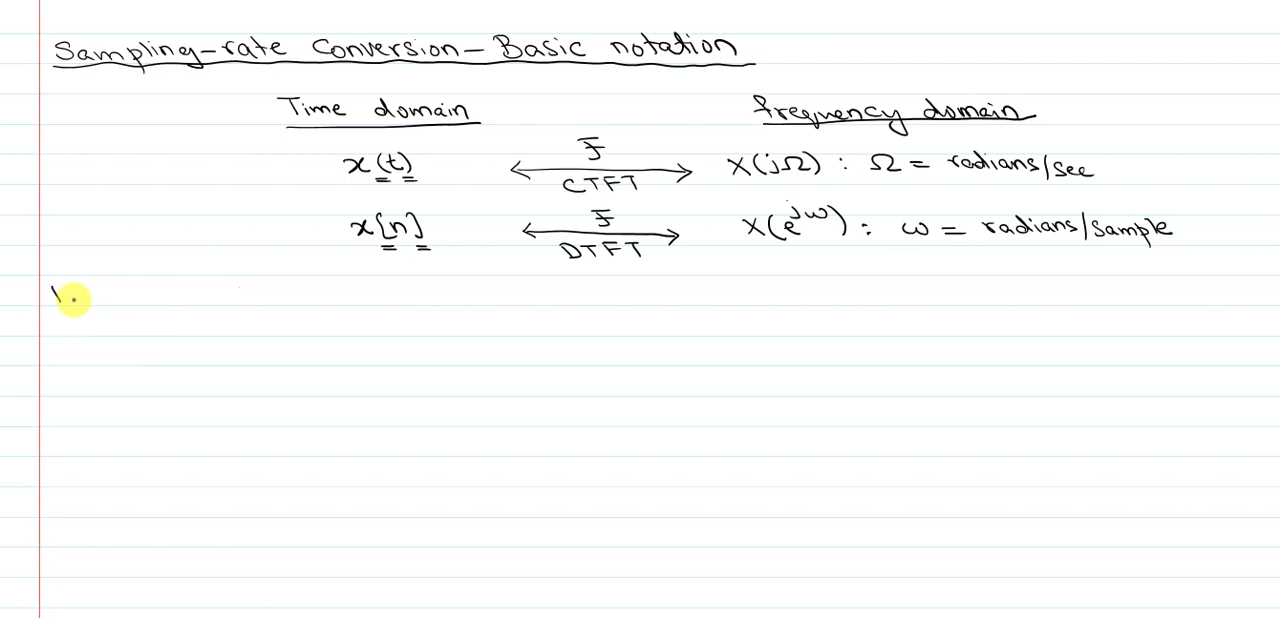 Sampling-rate Conversion - Basic notation
Time domain frequency domain
x(t) ⟷ F CTFT X(jΩ) : Ω = radians/sec
x[n] ⟷ F DTFT X(e^{jω}) : ω = radians/sample
1.